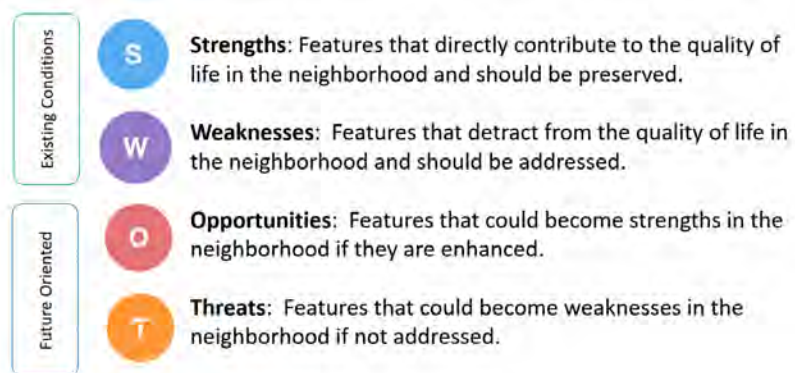 Existing Conditions
S
Strengths: Features that directly contribute to the quality of
life in the neighborhood and should be preserved.
W
Weaknesses:  Features that detract from the quality of life in
the neighborhood and should be addressed.
Future Oriented
O
Opportunities:  Features that could become strengths in the
neighborhood if they are enhanced.
T
Threats:  Features that could become weaknesses in the
neighborhood if not addressed.